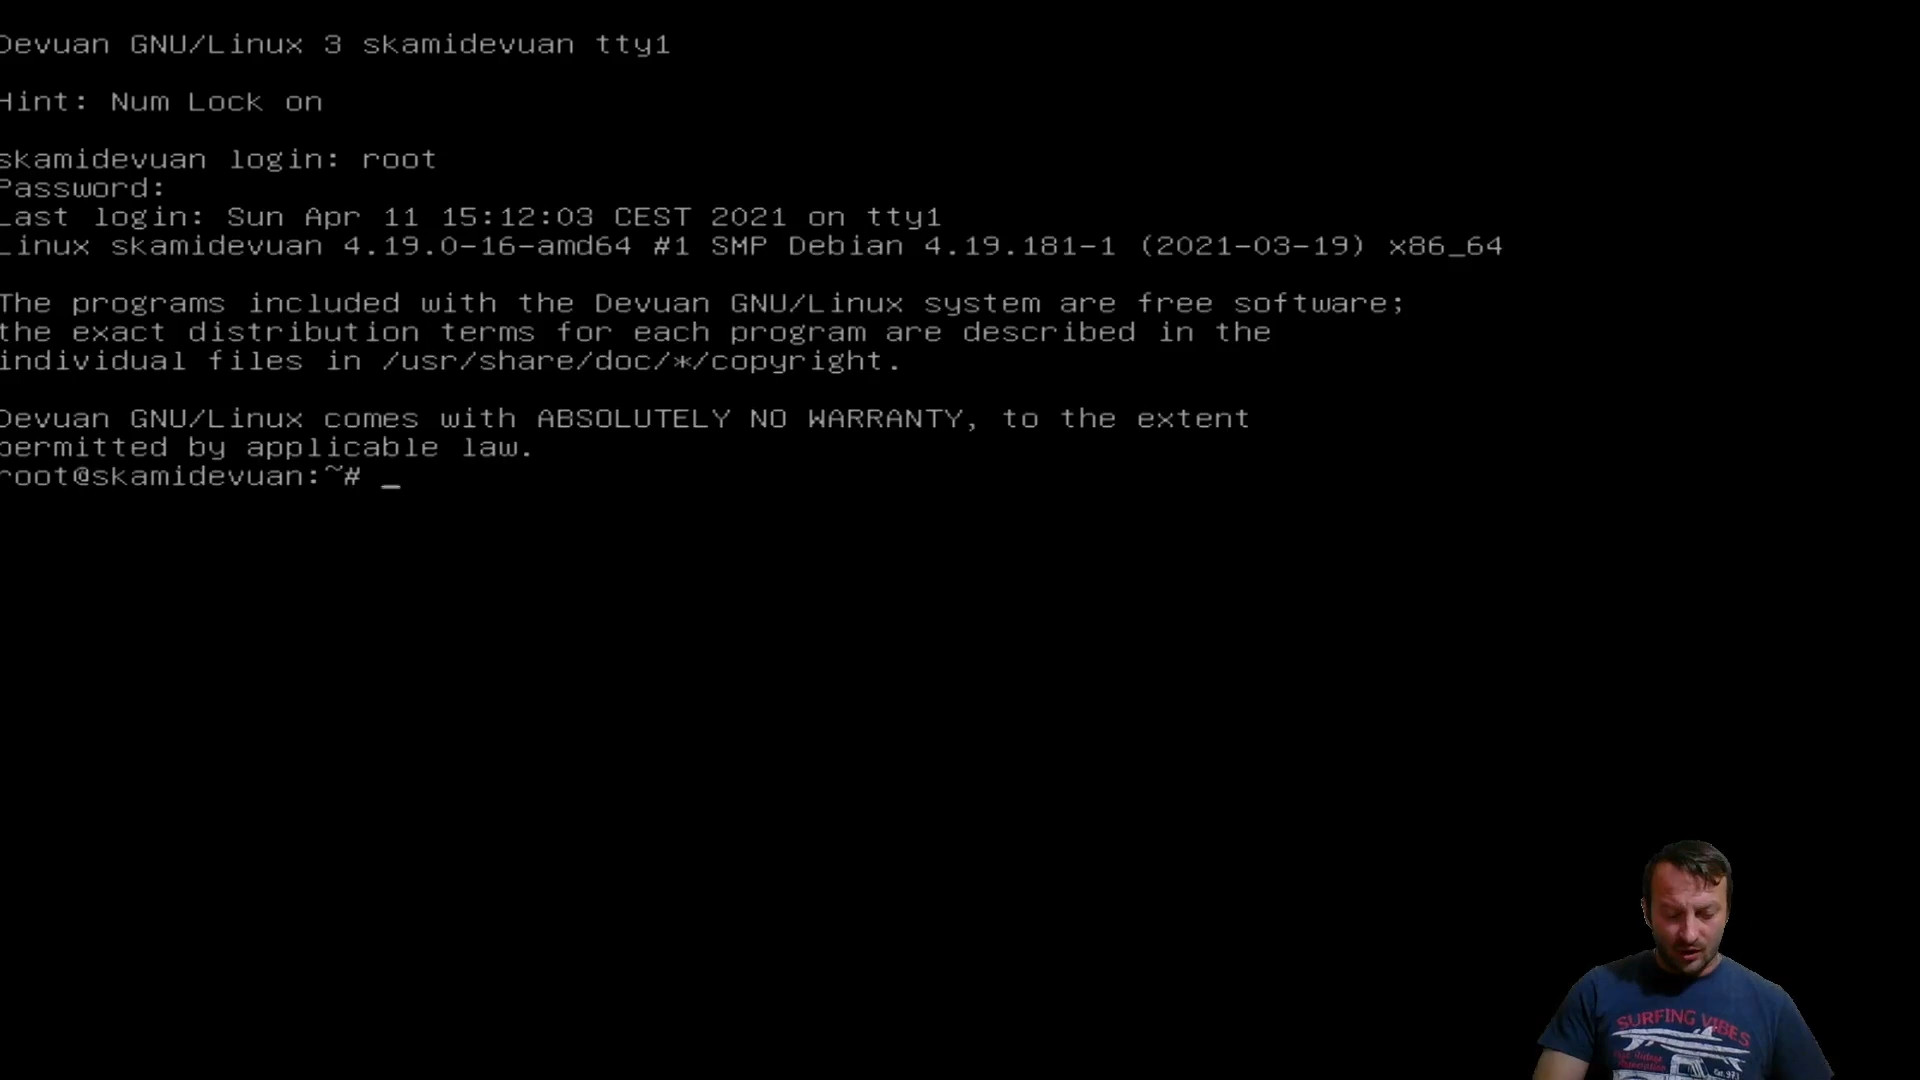 Devuan GNU/Linux 3 skamidevuan tty1
Hint: Num Lock on
skamidevuan login: root
Password:
Last login: Sun Apr 11 15:12:03 CEST 2021 on tty1
Linux skamidevuan 4.19.0-16-amd64 #1 SMP Debian 4.19.181-1 (2021-03-19) x86_64
The programs included with the Devuan GNU/Linux system are free software;
the exact distribution terms for each program are described in the
individual files in /usr/share/doc/*/copyright.
Devuan GNU/Linux comes with ABSOLUTELY NO WARRANTY, to the extent
permitted by applicable law.
root@skamidevuan:~# _
SURFING VIBES